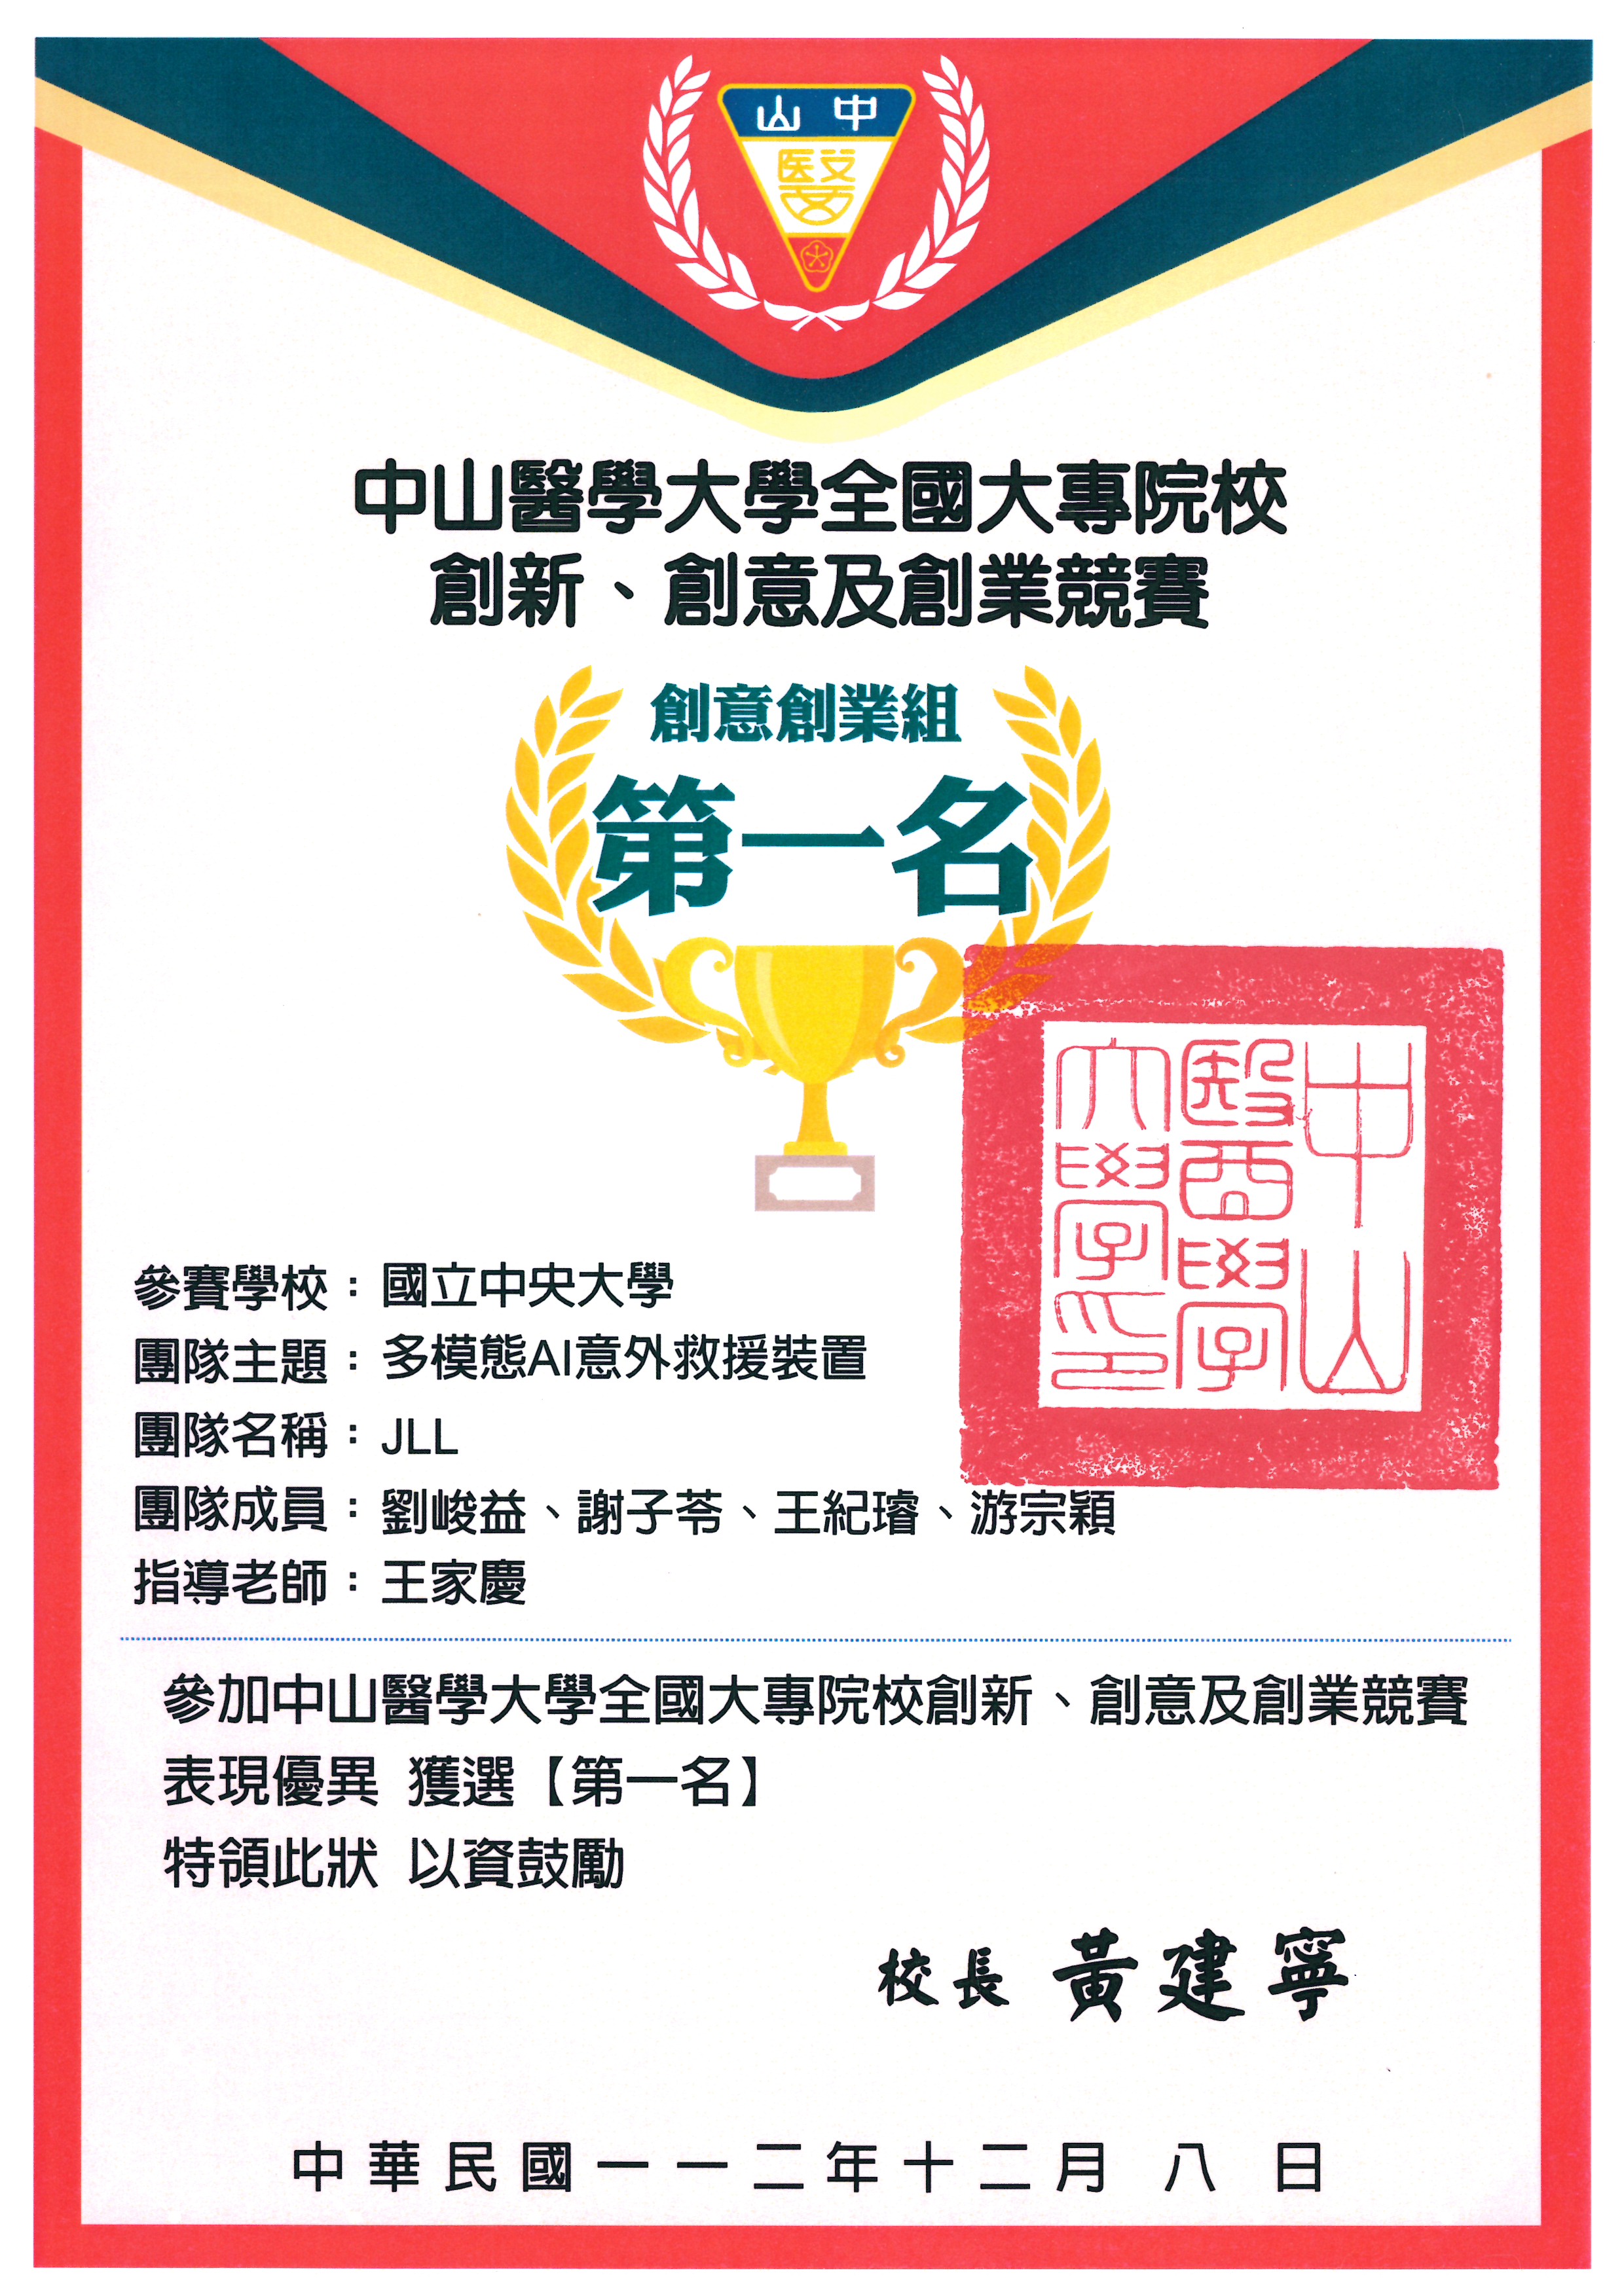 中山
醫
中山醫學大學全國大專院校
創新、創意及創業競賽
創意創業組
第一名
中山
醫學
大學印
參賽學校：國立中央大學
團隊主題：多模態AI意外救援裝置
團隊名稱：JLL
團隊成員：劉峻益、謝子苓、王紀璿、游宗穎
指導老師：王家慶
參加中山醫學大學全國大專院校創新、創意及創業競賽
表現優異 獲選【第一名】
特領此狀 以資鼓勵
校長 黃建寧
中華民國一一二年十二月 八 日